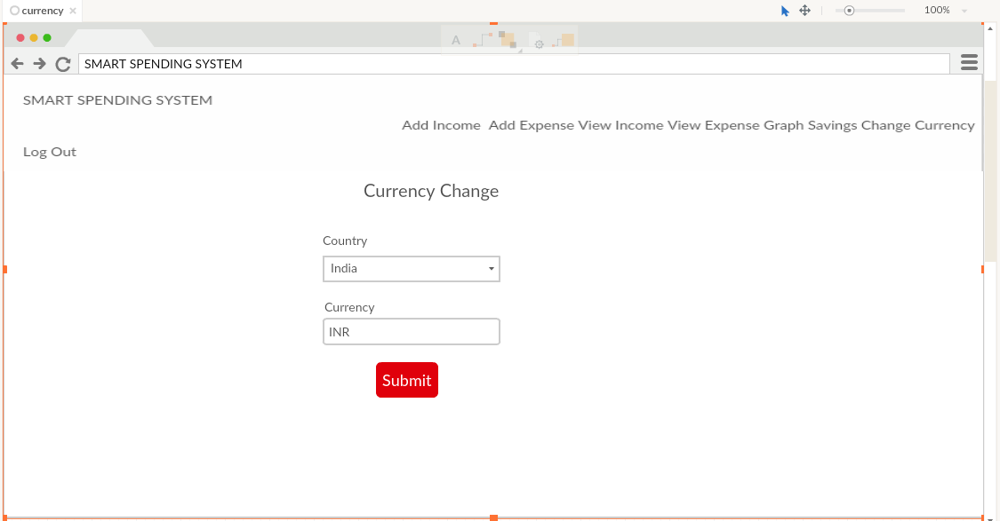 currency
100%
A
SMART SPENDING SYSTEM
SMART SPENDING SYSTEM
Add Income Add Expense View Income View Expense Graph Savings Change Currency
Log Out
Currency Change
Country
India
Currency
INR
Submit